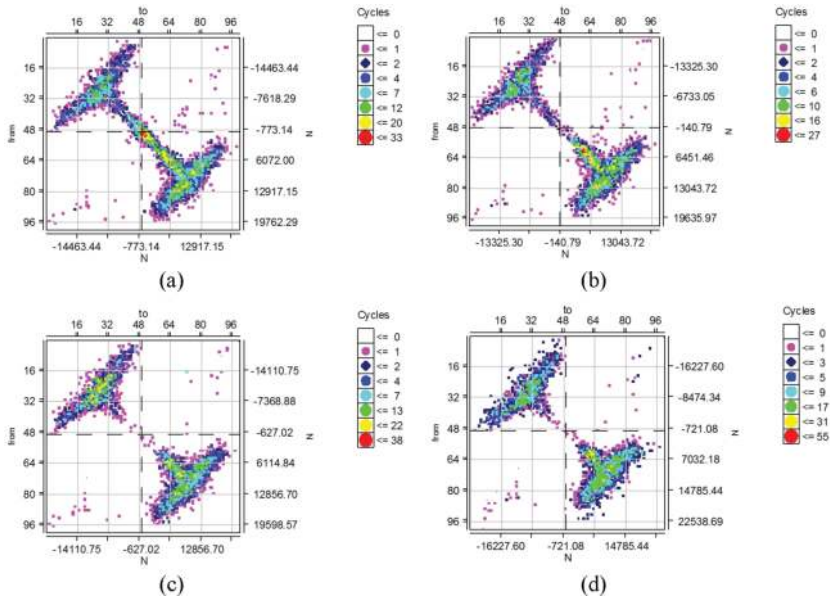 to
16 32 48 64 80 96
Cycles
<= 0
<= 1
<= 2
<= 4
<= 7
<= 12
<= 20
<= 33
from
16
32
48
64
80
96
-14463.44
-7618.29
-773.14
6072.00
12917.15
19762.29
N
-14463.44 -773.14 12917.15
N
(a)
to
16 32 48 64 80 96
Cycles
<= 0
<= 1
<= 2
<= 4
<= 6
<= 10
<= 16
<= 27
from
16
32
48
64
80
96
-13325.30
-6733.05
-140.79
6451.46
13043.72
19635.97
N
-13325.30 -140.79 13043.72
N
(b)
to
16 32 48 64 80 96
Cycles
<= 0
<= 1
<= 2
<= 4
<= 7
<= 13
<= 22
<= 38
from
16
32
48
64
80
96
-14110.75
-7368.88
-627.02
6114.84
12856.70
19598.57
N
-14110.75 -627.02 12856.70
N
(c)
to
16 32 48 64 80 96
Cycles
<= 0
<= 1
<= 3
<= 5
<= 9
<= 17
<= 31
<= 55
from
16
32
48
64
80
96
-16227.60
-8474.34
-721.08
7032.18
14785.44
22538.69
N
-16227.60 -721.08 14785.44
N
(d)